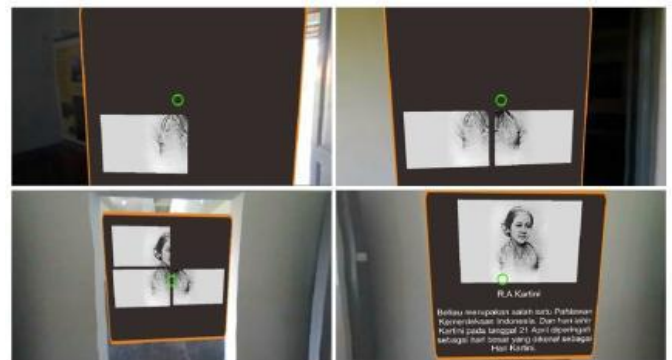 R.A.Kartini
Beliau merupakan salah satu Pahlawan
Kemerdekaan Indonesia. Dan hari lahir
Kartini pada tanggal 21 April diperingati
sebagai hari besar yang dikenal sebagai
Hari Kartini.